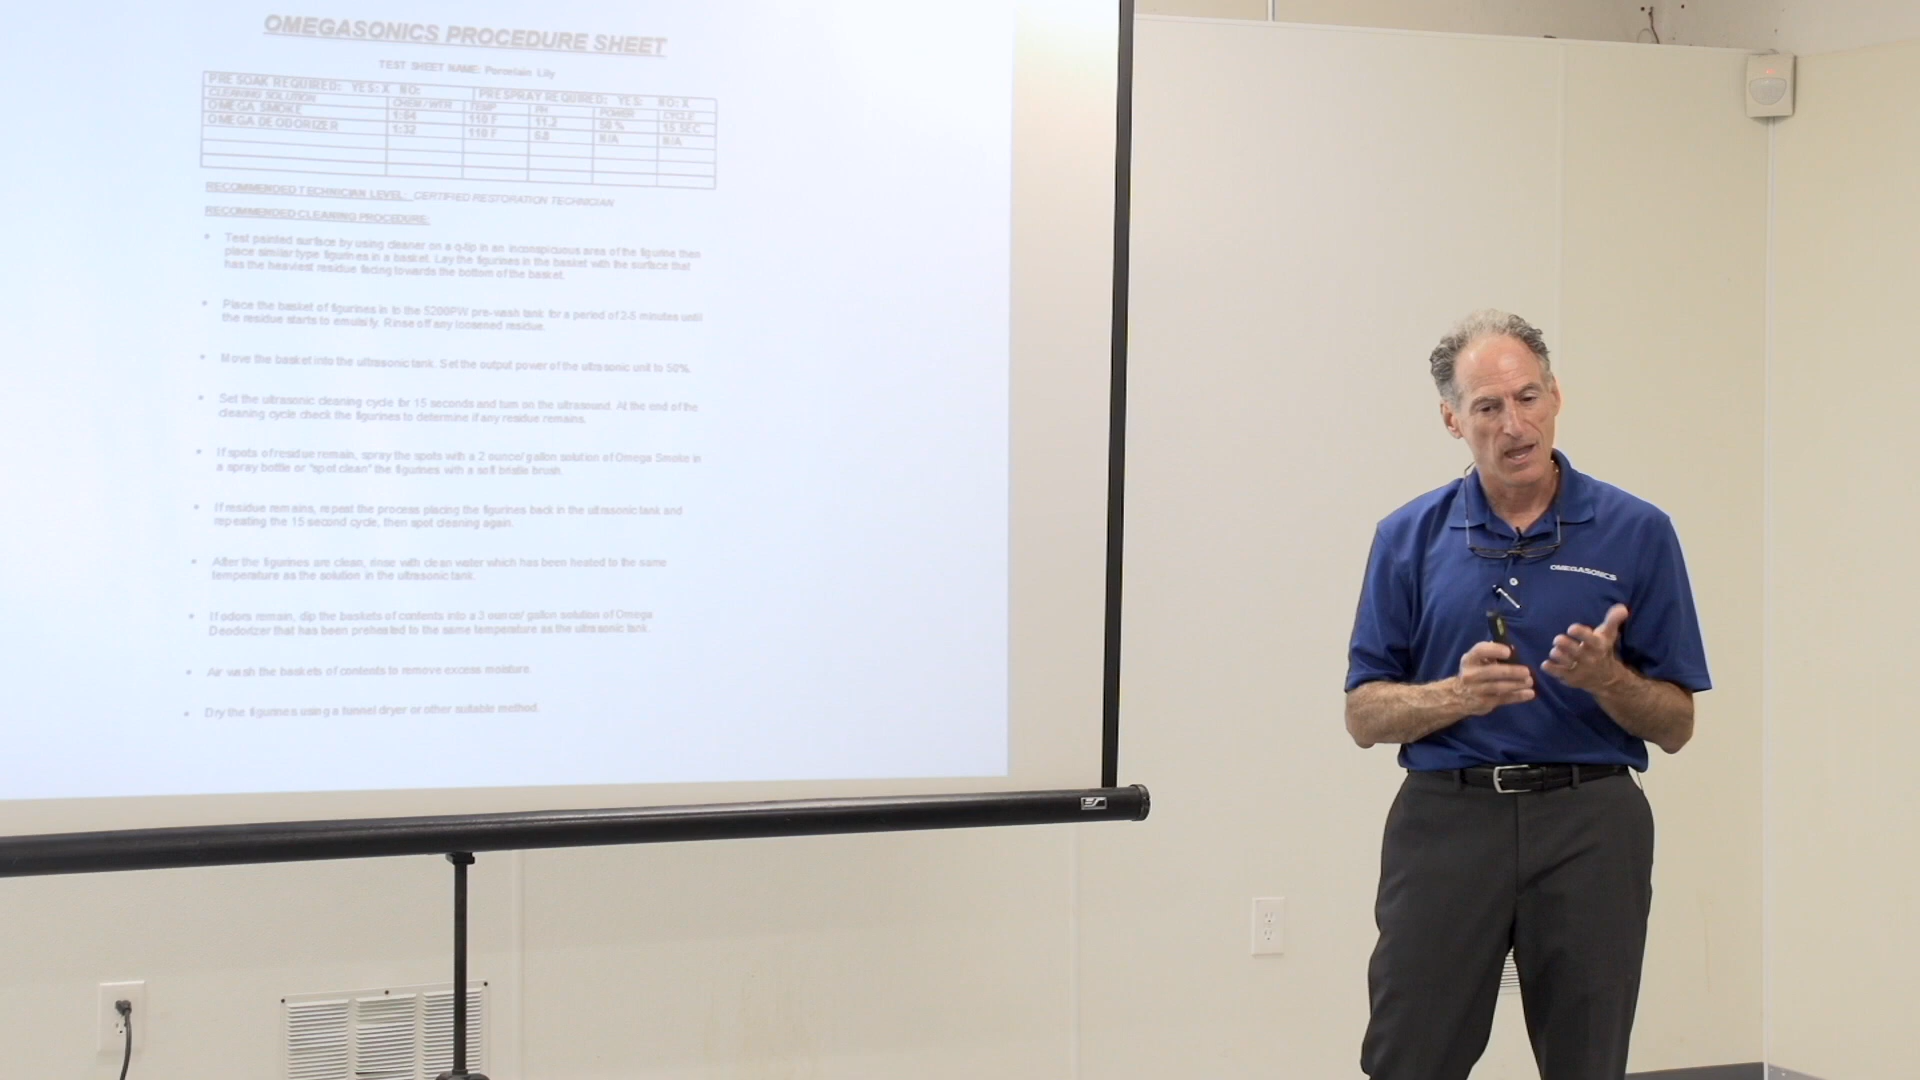 OMEGASONICS PROCEDURE SHEET
TEST SHEET NAME: Porcelain Lily
PRE SOAK REQUIRED: YES: X NO: PRE SPRAY REQUIRED: YES: NO: X
CLEANING SOLUTION CHEM/WTR TEMP PH POWER CYCLE
OMEGA SMOKE 1:64 110 F 11.2 50 % 15 SEC
OMEGA DEODORIZER 1:32 110 F 6.8 N/A N/A
RECOMMENDED TECHNICIAN LEVEL: CERTIFIED RESTORATION TECHNICIAN
RECOMMENDED CLEANING PROCEDURE:
• Test painted surface by using cleaner on a q-tip in an inconspicuous area of the figurine then
place similar type figurines in a basket. Lay the figurines in the basket with the surface that
has the heaviest residue facing towards the bottom of the basket.
• Place the basket of figurines in to the 5200PW pre-wash tank for a period of 2-5 minutes until
the residue starts to emulsify. Rinse off any loosened residue.
• Move the basket into the ultrasonic tank. Set the output power of the ultrasonic unit to 50%.
• Set the ultrasonic cleaning cycle for 15 seconds and turn on the ultrasound. At the end of the
cleaning cycle check the figurines to determine if any residue remains.
• If spots of residue remain, spray the spots with a 2 ounce/ gallon solution of Omega Smoke in
a spray bottle or "spot clean" the figurines with a soft bristle brush.
• If residue remains, repeat the process placing the figurines back in the ultrasonic tank and
repeating the 15 second cycle, then spot cleaning again.
• After the figurines are clean, rinse with clean water which has been heated to the same
temperature as the solution in the ultrasonic tank.
• If odors remain, dip the baskets of contents into a 3 ounce/ gallon solution of Omega
Deodorizer that has been preheated to the same temperature as the ultrasonic tank.
• Air wash the baskets of contents to remove excess moisture.
• Dry the figurines using a tunnel dryer or other suitable method.
OMEGASONICS
ES